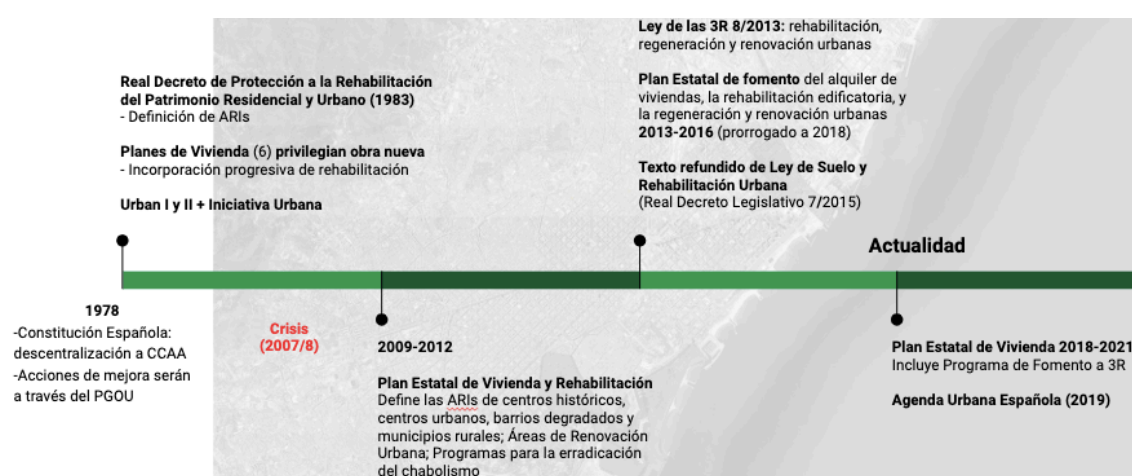 Real Decreto de Protección a la Rehabilitación
del Patrimonio Residencial y Urbano (1983)
- Definición de ARIs
Planes de Vivienda (6) privilegian obra nueva
- Incorporación progresiva de rehabilitación
Urban I y II + Iniciativa Urbana
Ley de las 3R 8/2013: rehabilitación,
regeneración y renovación urbanas
Plan Estatal de fomento del alquiler de
viviendas, la rehabilitación edificatoria, y
la regeneración y renovación urbanas
2013-2016 (prorrogado a 2018)
Texto refundido de Ley de Suelo y
Rehabilitación Urbana
(Real Decreto Legislativo 7/2015)
Actualidad
1978
-Constitución Española:
descentralización a CCAA
-Acciones de mejora serán
a través del PGOU
Crisis
(2007/8)
2009-2012
Plan Estatal de Vivienda y Rehabilitación
Define las ARIs de centros históricos,
centros urbanos, barrios degradados y
municipios rurales; Áreas de Renovación
Urbana; Programas para la erradicación
del chabolismo
Plan Estatal de Vivienda 2018-2021
Incluye Programa de Fomento a 3R
Agenda Urbana Española (2019)